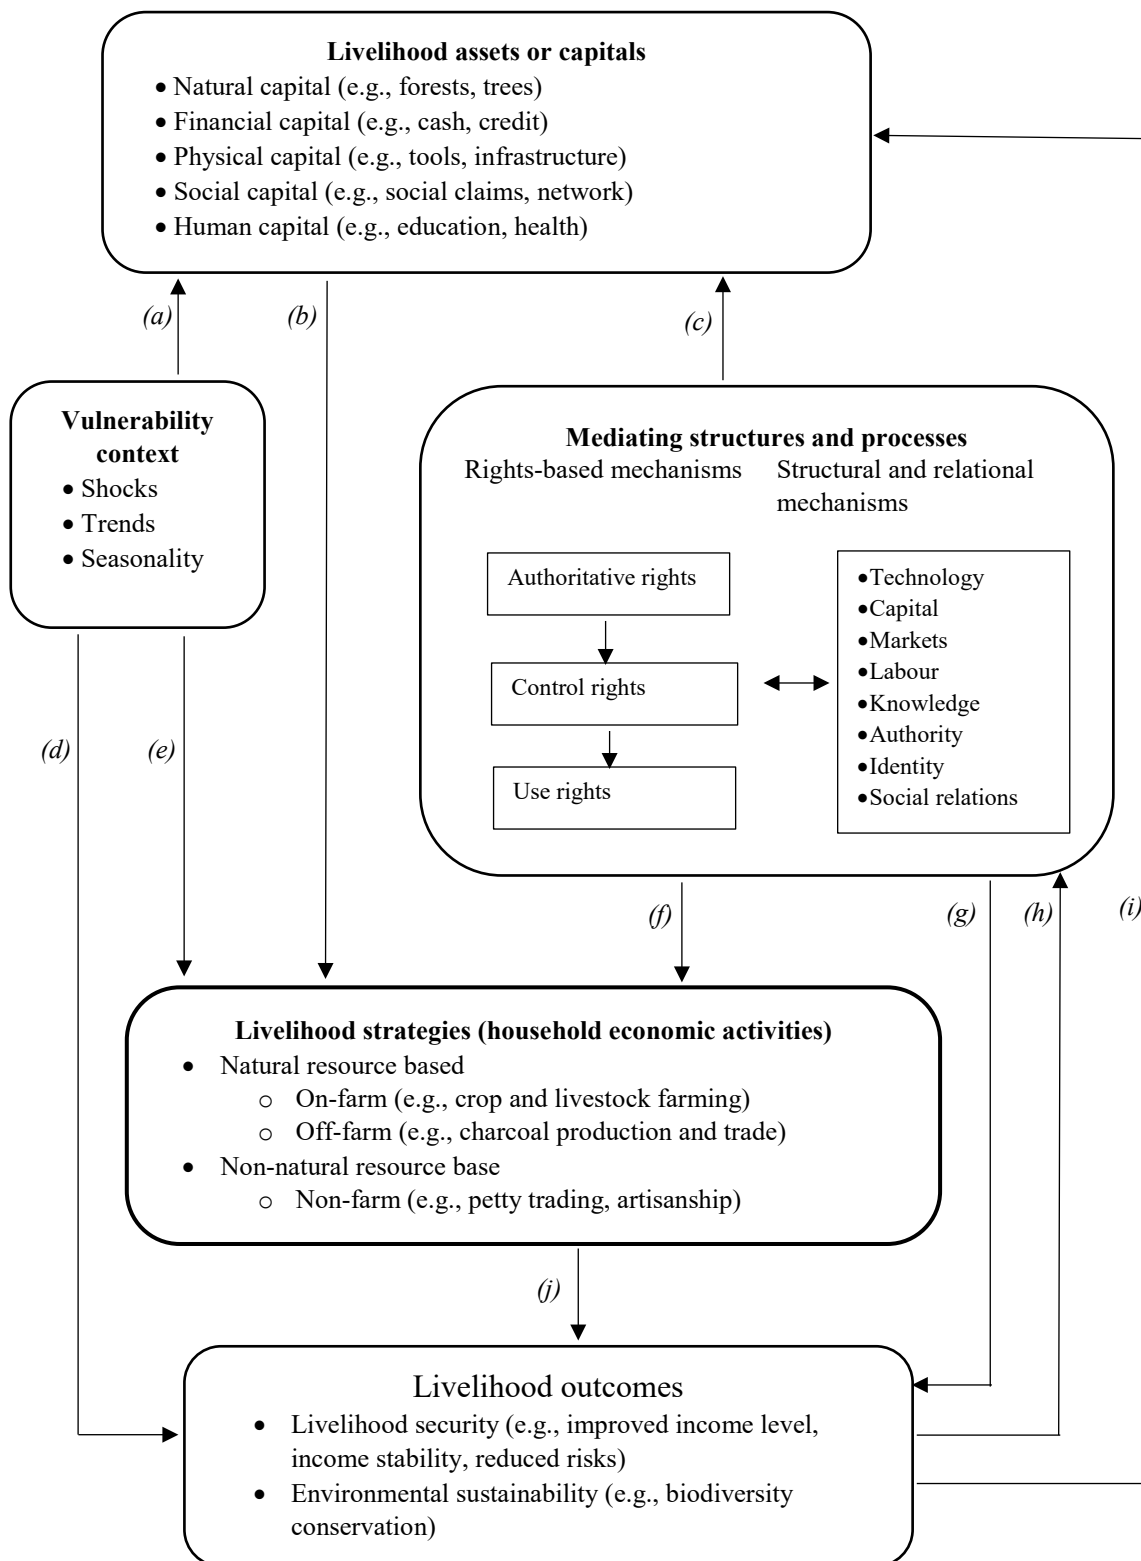 Livelihood assets or capitals
• Natural capital (e.g., forests, trees)
• Financial capital (e.g., cash, credit)
• Physical capital (e.g., tools, infrastructure)
• Social capital (e.g., social claims, network)
• Human capital (e.g., education, health)
(a)
(b)
(c)
Vulnerability
context
• Shocks
• Trends
• Seasonality
Mediating structures and processes
Rights-based mechanisms
Structural and relational
mechanisms
Authoritative rights
Control rights
Use rights
•Technology
•Capital
•Markets
•Labour
•Knowledge
•Authority
•Identity
•Social relations
(d)
(e)
(f)
(g)
(h)
(i)
Livelihood strategies (household economic activities)
• Natural resource based
o On-farm (e.g., crop and livestock farming)
o Off-farm (e.g., charcoal production and trade)
• Non-natural resource base
o Non-farm (e.g., petty trading, artisanship)
(j)
Livelihood outcomes
• Livelihood security (e.g., improved income level,
income stability, reduced risks)
• Environmental sustainability (e.g., biodiversity
conservation)